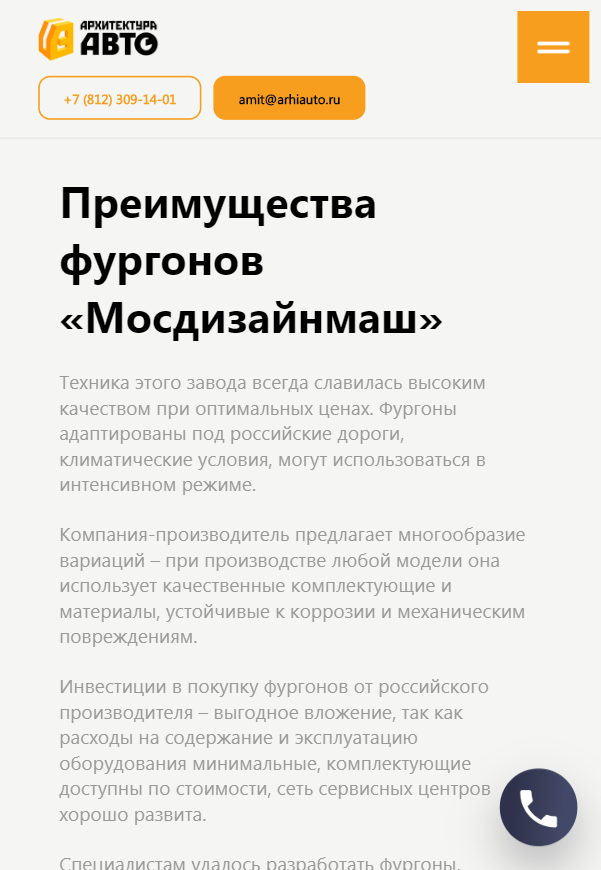 АРХИТЕКТУРА
АВТО
+7 (812) 309-14-01
amit@arhiauto.ru
Преимущества
фургонов
«Мосдизайнмаш»
Техника этого завода всегда славилась высоким
качеством при оптимальных ценах. Фургоны
адаптированы под российские дороги,
климатические условия, могут использоваться в
интенсивном режиме.
Компания-производитель предлагает многообразие
вариаций – при производстве любой модели она
использует качественные комплектующие и
материалы, устойчивые к коррозии и механическим
повреждениям.
Инвестиции в покупку фургонов от российского
производителя – выгодное вложение, так как
расходы на содержание и эксплуатацию
оборудования минимальные, комплектующие
доступны по стоимости, сеть сервисных центров
хорошо развита.
Специалистам удалось разработать фургоны,